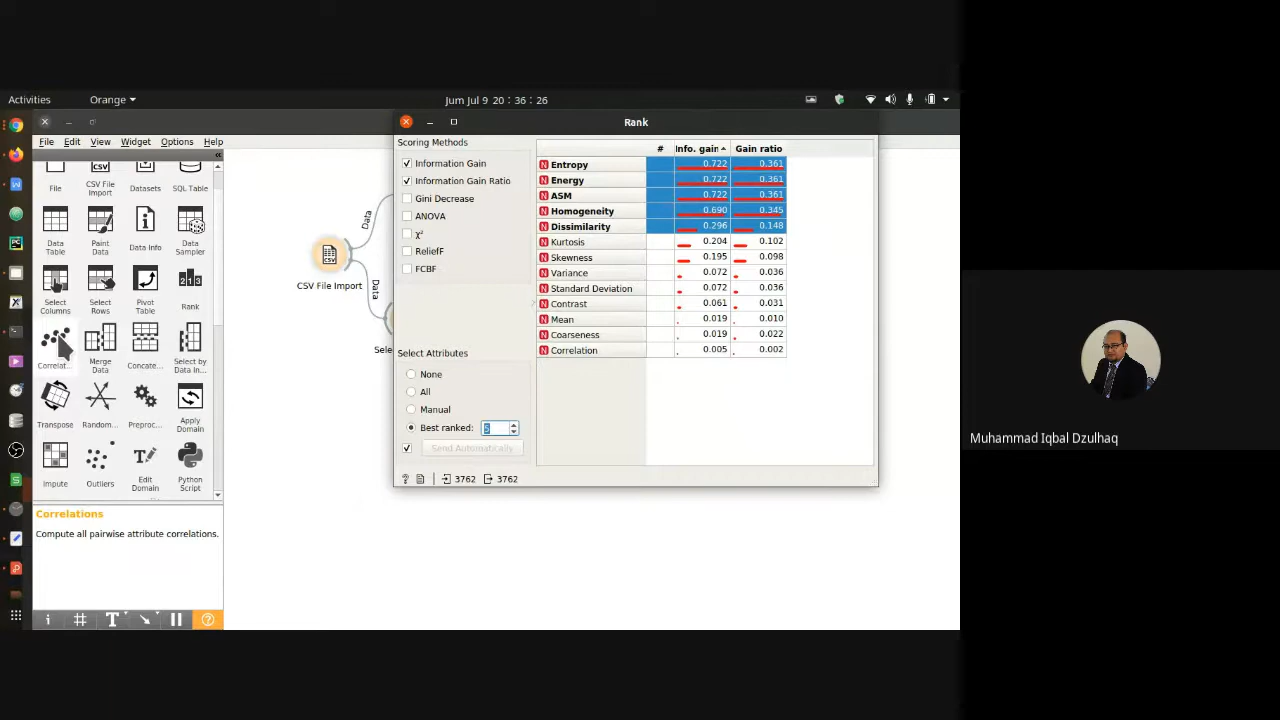 Activities Orange Jum Jul 9 20:36:26
File Edit View Widget Options Help
File CSV File Import Datasets SQL Table
Data Table Paint Data Data Info Data Sampler
Select Columns Select Rows Pivot Table Rank
Correlat... Merge Data Concate... Select by Data In...
Transpose Random... Preproc... Apply Domain
Impute Outliers Edit Domain Python Script
Correlations
Compute all pairwise attribute correlations.
Data
CSV File Import
Data
Sele
Rank
Scoring Methods
Information Gain
Information Gain Ratio
Gini Decrease
ANOVA
χ²
ReliefF
FCBF
Select Attributes
None
All
Manual
Best ranked: 5
Send Automatically
3762 3762
# Info. gain Gain ratio
N Entropy 0.722 0.361
N Energy 0.722 0.361
N ASM 0.722 0.361
N Homogeneity 0.690 0.345
N Dissimilarity 0.296 0.148
N Kurtosis 0.204 0.102
N Skewness 0.195 0.098
N Variance 0.072 0.036
N Standard Deviation 0.072 0.036
N Contrast 0.061 0.031
N Mean 0.019 0.010
N Coarseness 0.019 0.022
N Correlation 0.005 0.002
Muhammad Iqbal Dzulhaq